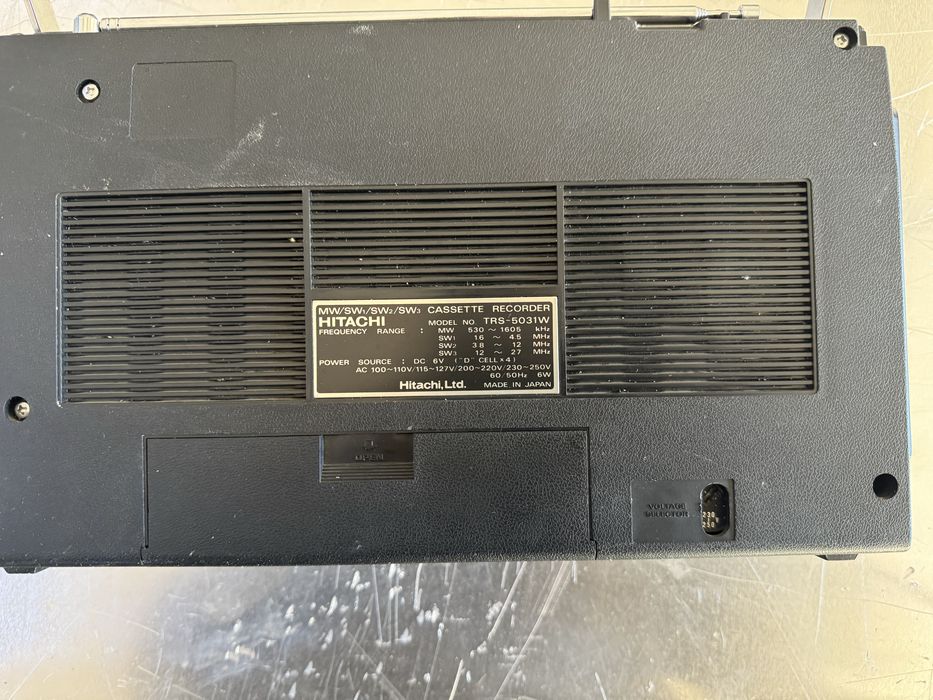 MW/SW1/SW2/SW3 CASSETTE RECORDER
HITACHI MODEL NO. TRS-5031W
FREQUENCY RANGE : MW 530 ~ 1605 kHz
SW1 1.6 ~ 4.5 MHz
SW2 3.8 ~ 12 MHz
SW3 12 ~ 27 MHz
POWER SOURCE : DC 6V ("D" CELL×4)
AC 100~110V/115~127V/200~220V/230~250V
60/50Hz 6W
Hitachi, Ltd. MADE IN JAPAN
OPEN
VOLTAGE
SELECTOR
230
250
V